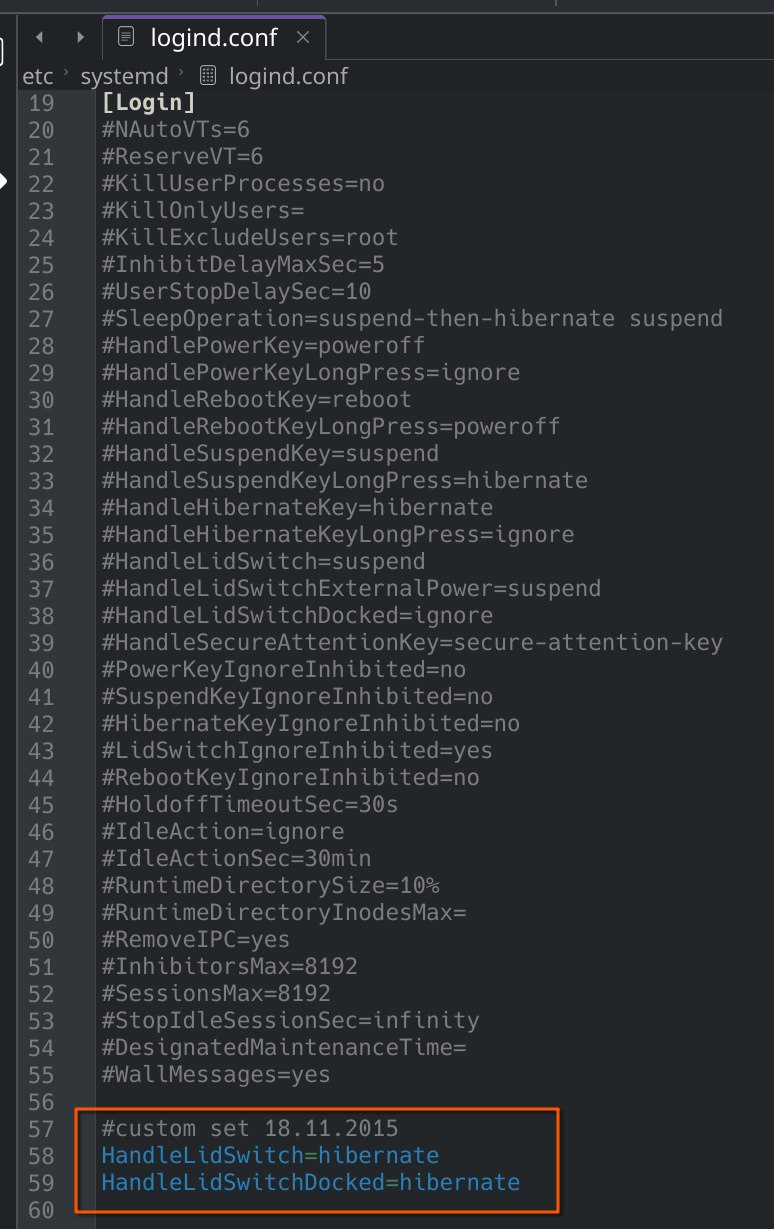 logind.conf
etc systemd logind.conf
19 [Login]
20 #NAutoVTs=6
21 #ReserveVT=6
22 #KillUserProcesses=no
23 #KillOnlyUsers=
24 #KillExcludeUsers=root
25 #InhibitDelayMaxSec=5
26 #UserStopDelaySec=10
27 #SleepOperation=suspend-then-hibernate suspend
28 #HandlePowerKey=poweroff
29 #HandlePowerKeyLongPress=ignore
30 #HandleRebootKey=reboot
31 #HandleRebootKeyLongPress=poweroff
32 #HandleSuspendKey=suspend
33 #HandleSuspendKeyLongPress=hibernate
34 #HandleHibernateKey=hibernate
35 #HandleHibernateKeyLongPress=ignore
36 #HandleLidSwitch=suspend
37 #HandleLidSwitchExternalPower=suspend
38 #HandleLidSwitchDocked=ignore
39 #HandleSecureAttentionKey=secure-attention-key
40 #PowerKeyIgnoreInhibited=no
41 #SuspendKeyIgnoreInhibited=no
42 #HibernateKeyIgnoreInhibited=no
43 #LidSwitchIgnoreInhibited=yes
44 #RebootKeyIgnoreInhibited=no
45 #HoldoffTimeoutSec=30s
46 #IdleAction=ignore
47 #IdleActionSec=30min
48 #RuntimeDirectorySize=10%
49 #RuntimeDirectoryInodesMax=
50 #RemoveIPC=yes
51 #InhibitorsMax=8192
52 #SessionsMax=8192
53 #StopIdleSessionSec=infinity
54 #DesignatedMaintenanceTime=
55 #WallMessages=yes
56
57 #custom set 18.11.2015
58 HandleLidSwitch=hibernate
59 HandleLidSwitchDocked=hibernate
60